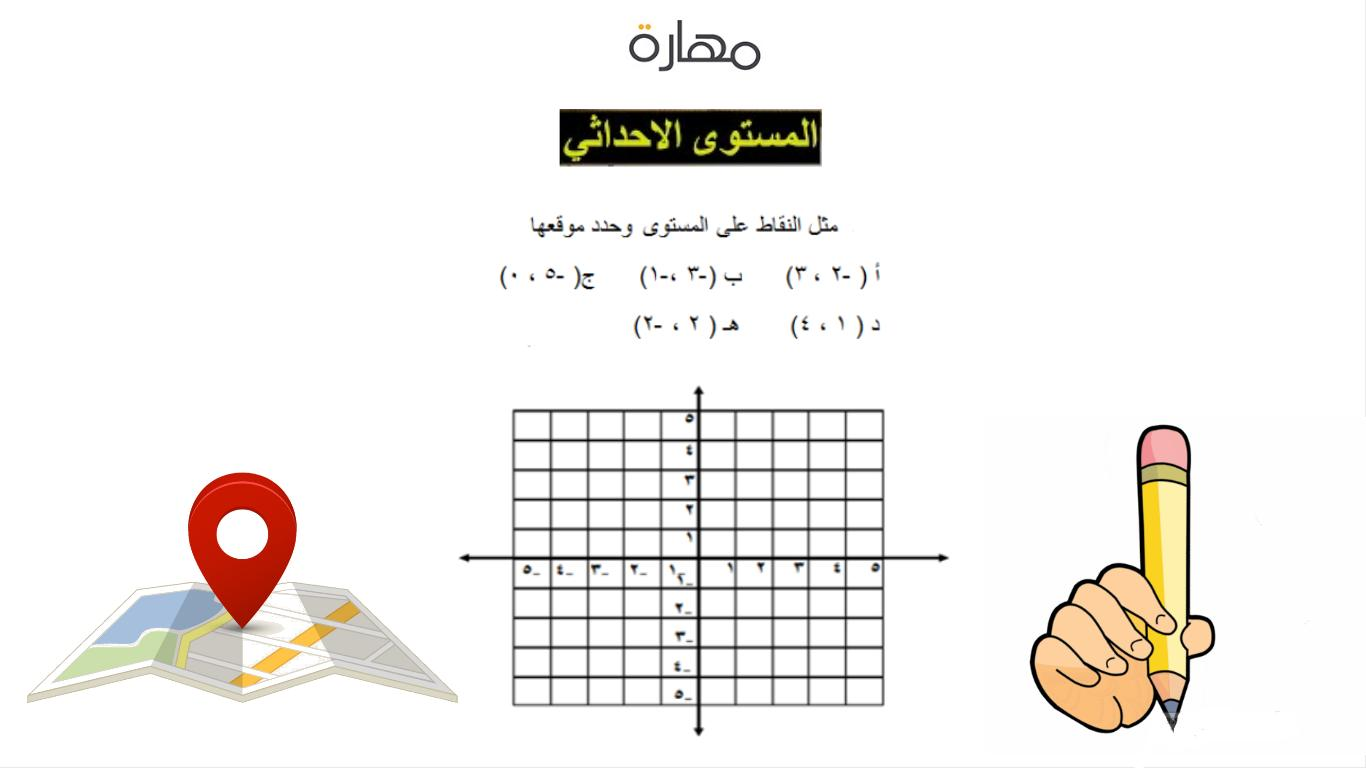 مهارة
المستوى الاحداثي
مثل النقاط على المستوى وحدد موقعها
أ ( -٢ ، ٣) ب (-٣ ،-١) ج( -٥ ، ٠)
د ( ١ ، ٤) هـ ( ٢ ، -٢)
٥
٤
٣
٢
١
-٥ -٤ -٣ -٢ -١ ١ ٢ ٣ ٤ ٥
-٢
-٣
-٤
-٥